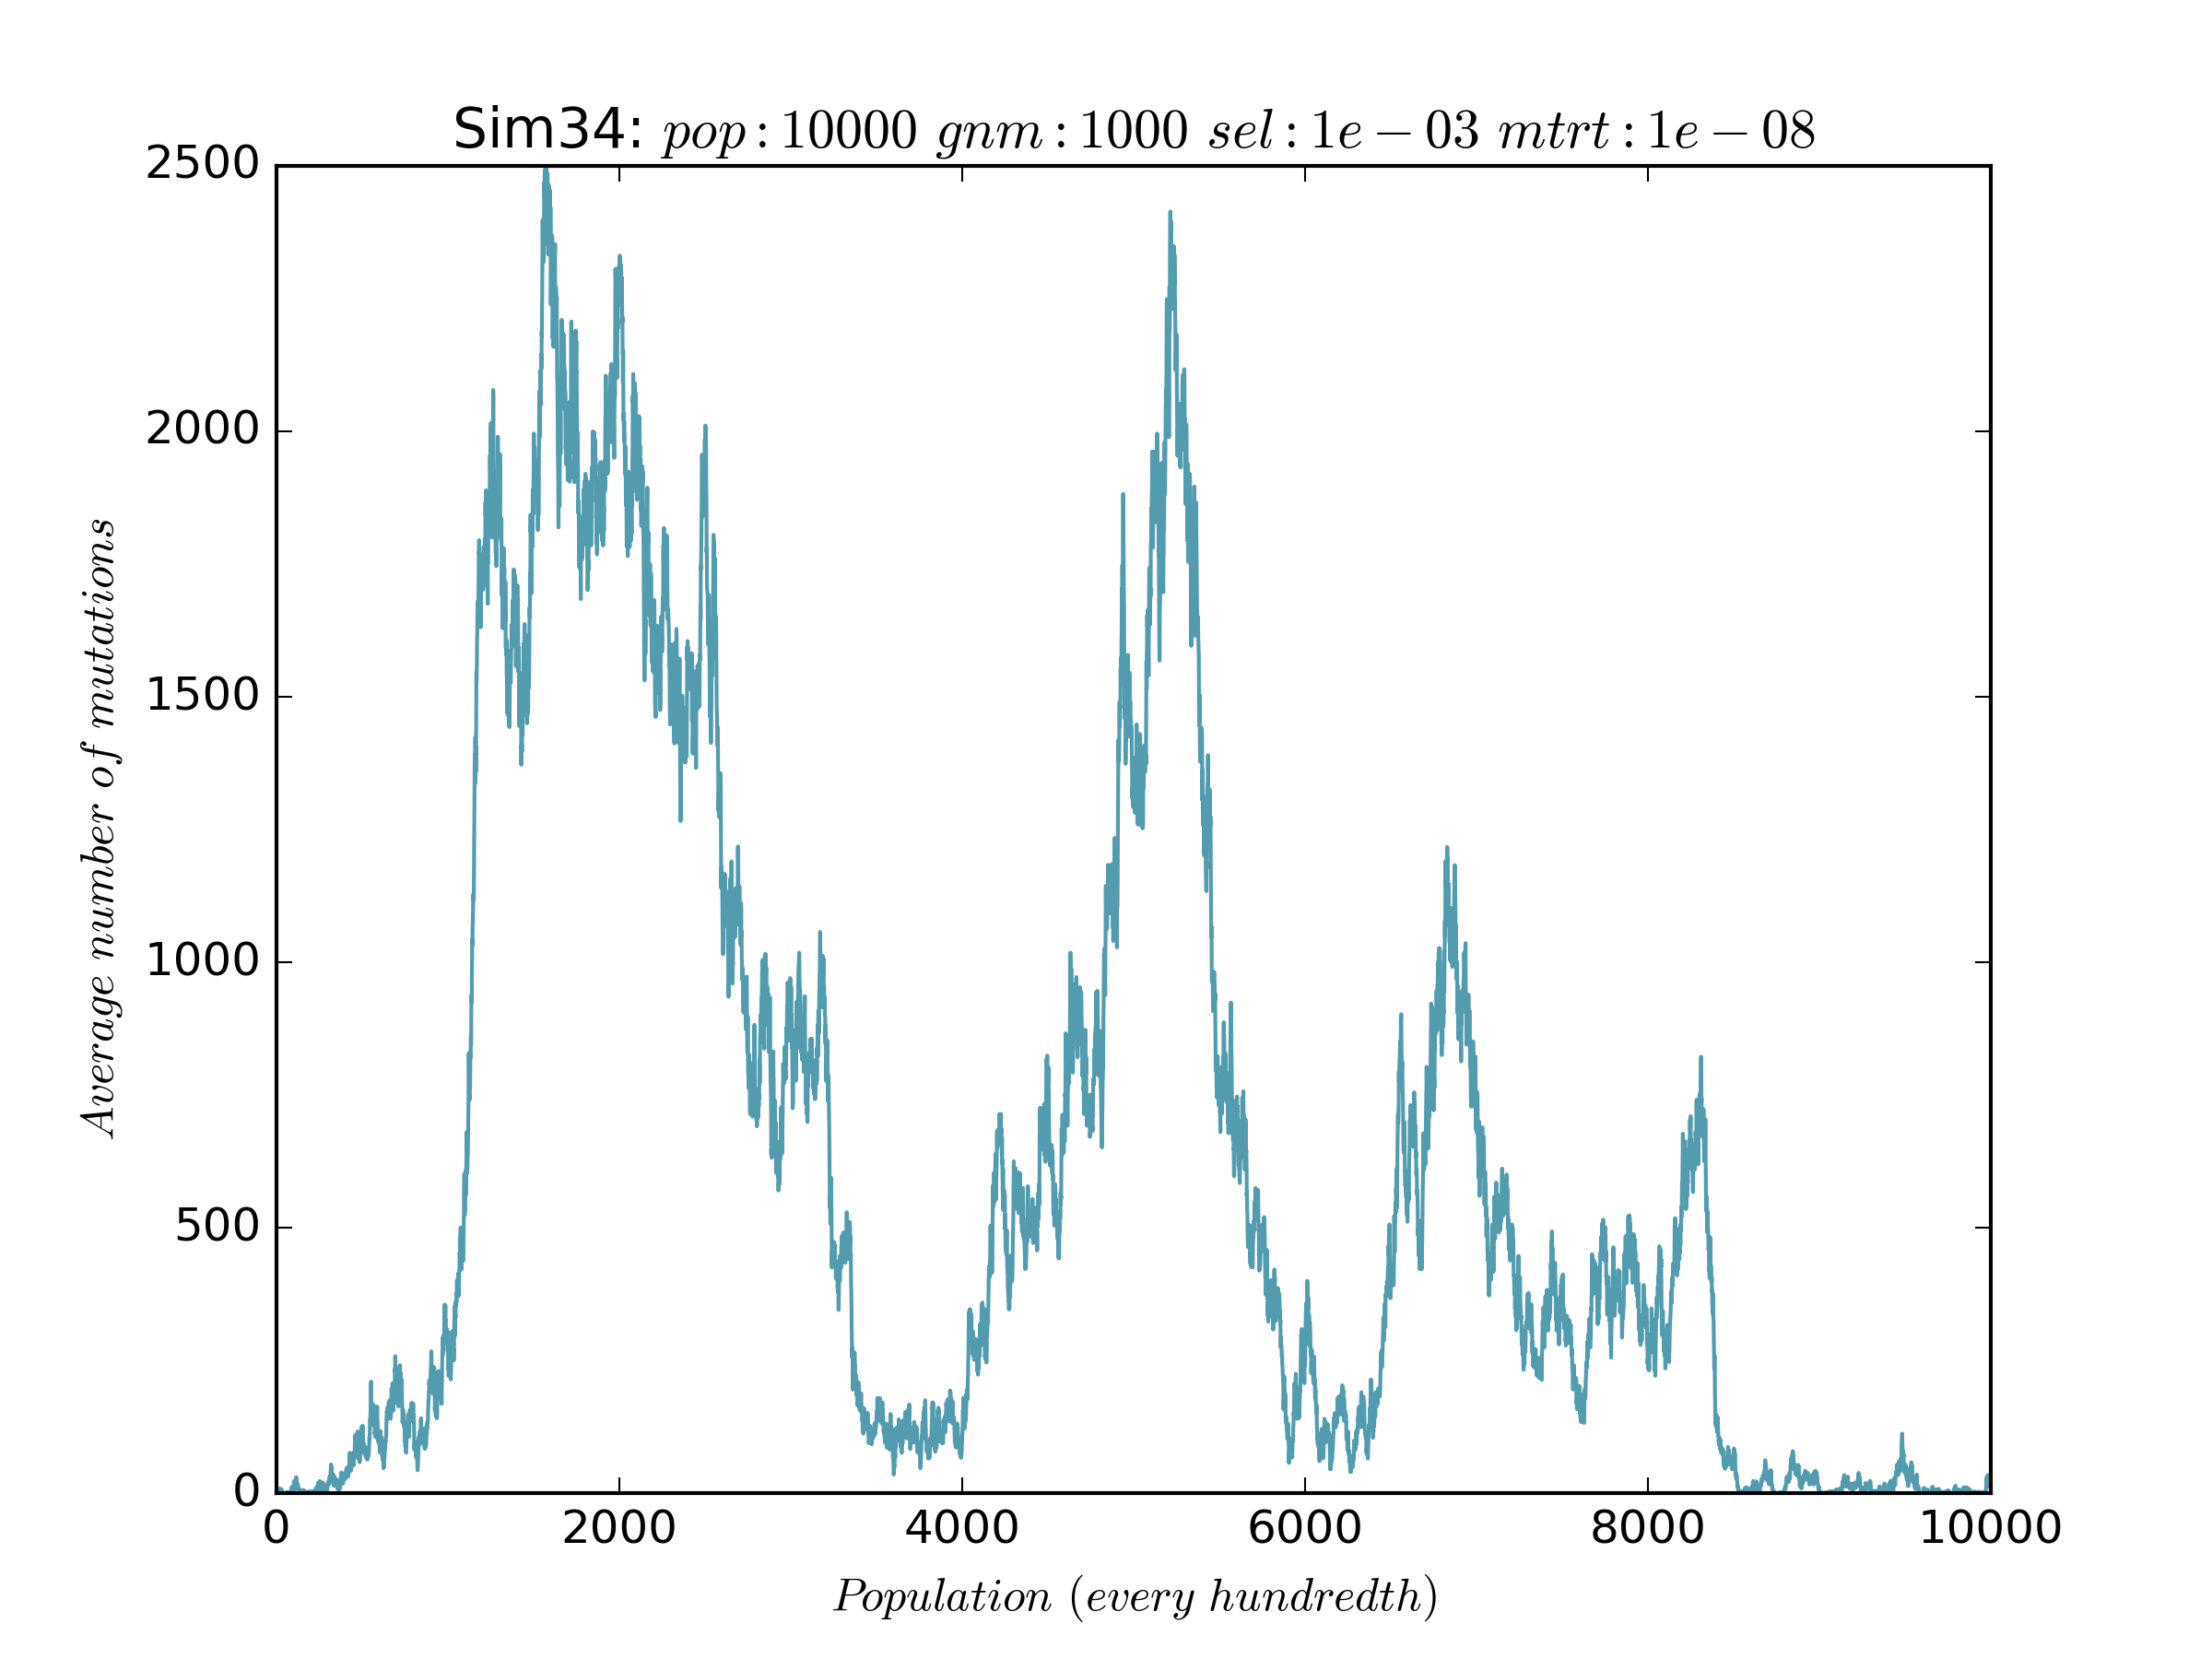 Sim34: pop : 10000 gnm : 1000 sel : 1e − 03 mtrt : 1e − 08
2500
2000
1500
1000
500
0
Average number of mutations
0 2000 4000 6000 8000 10000
Population (every hundredth)